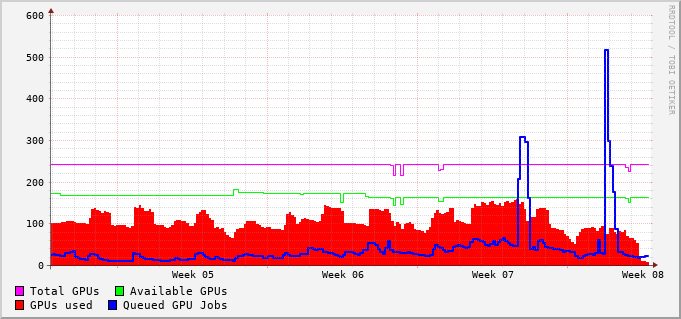 600
500
400
300
200
100
0
Week 05 Week 06 Week 07 Week 08
Total GPUs Available GPUs
GPUs used Queued GPU Jobs
RRDTOOL / TOBI OETIKER